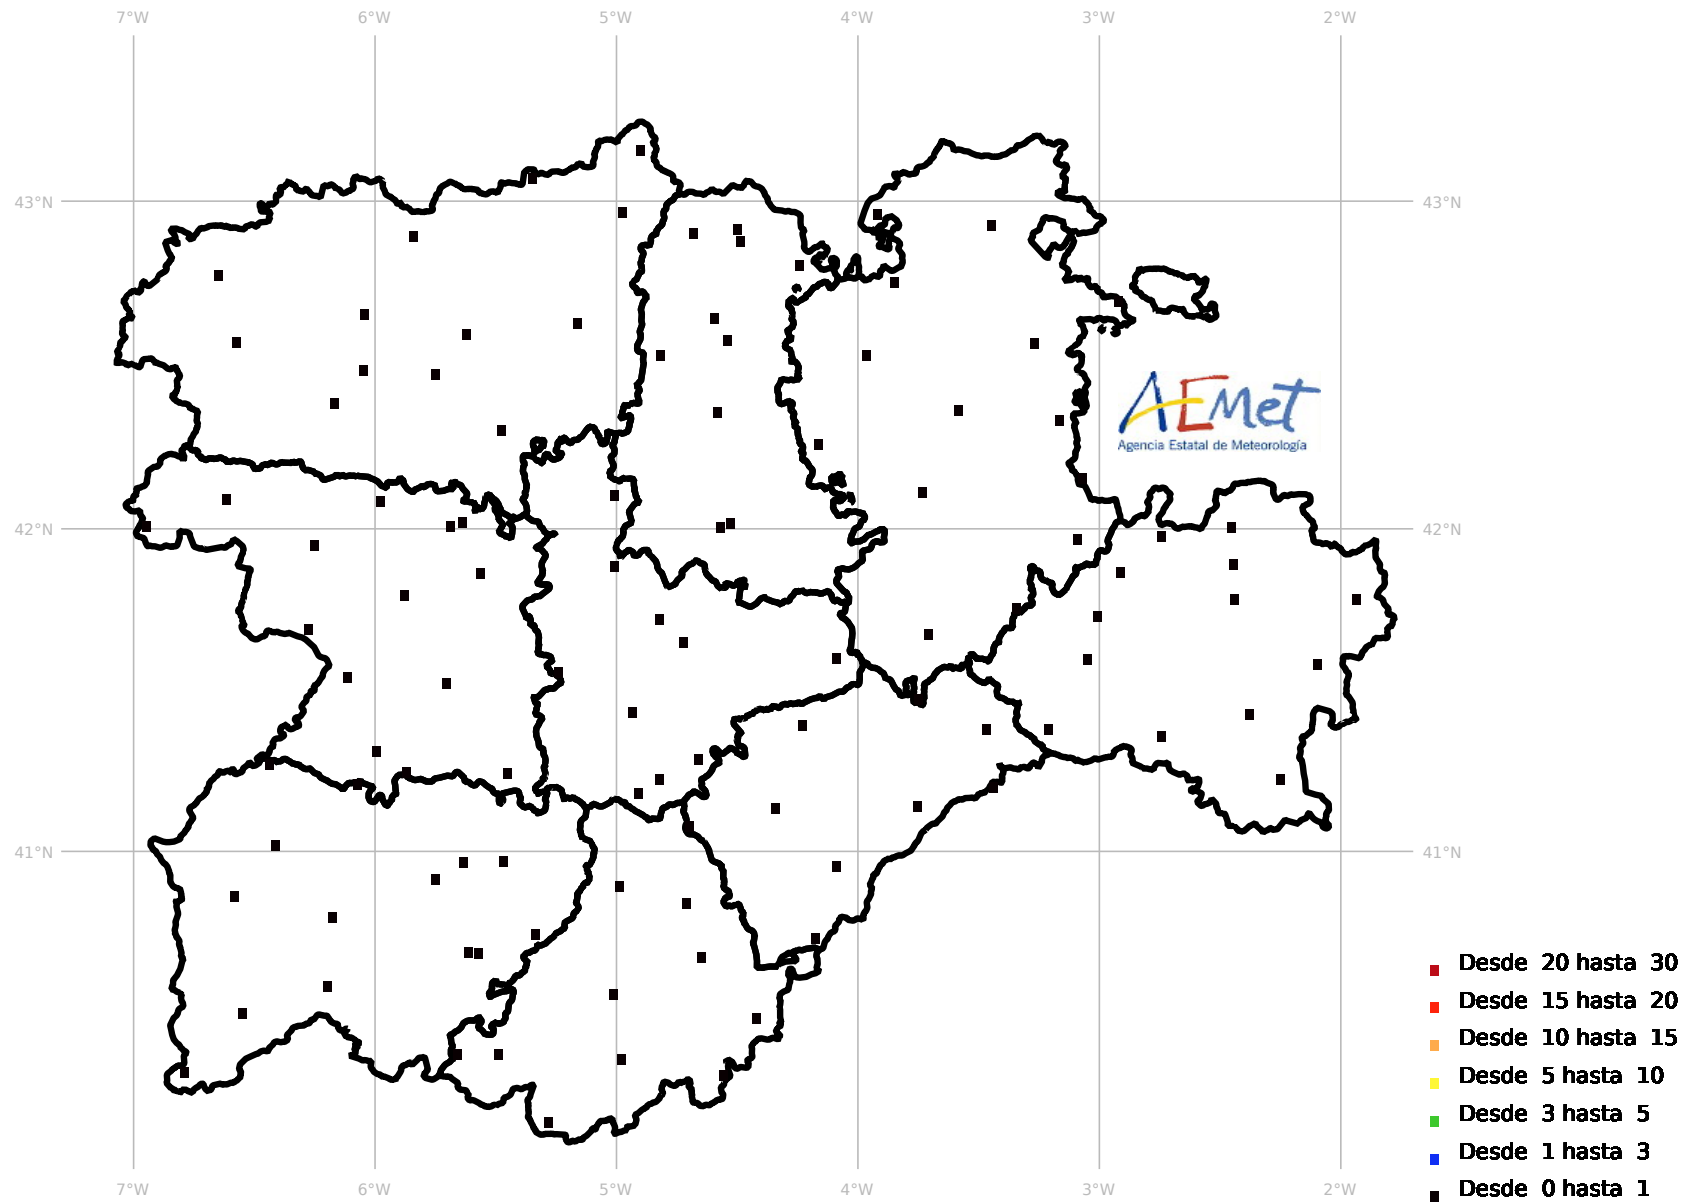 7°W 6°W 5°W 4°W 3°W 2°W
43°N 43°N
AEMet
Agencia Estatal de Meteorología
42°N 42°N
41°N 41°N
Desde 20 hasta 30
Desde 15 hasta 20
Desde 10 hasta 15
Desde 5 hasta 10
Desde 3 hasta 5
Desde 1 hasta 3
Desde 0 hasta 1
7°W 6°W 5°W 4°W 3°W 2°W